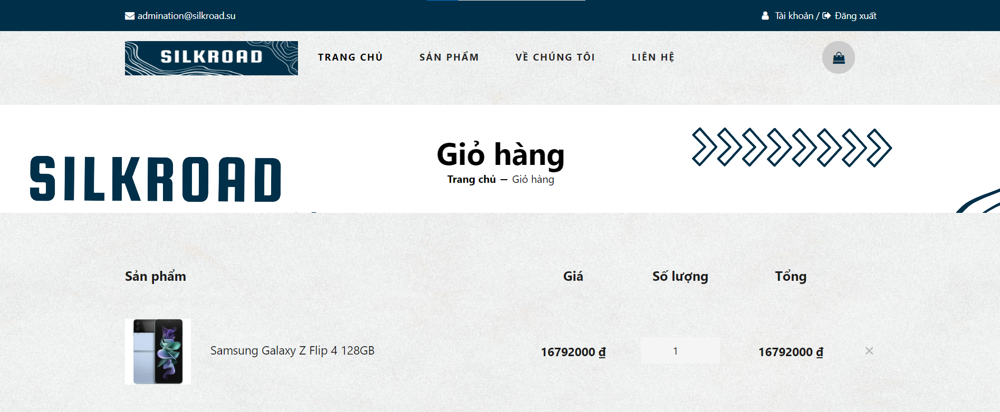 admination@silkroad.su
Tài khoản / Đăng xuất
SILKROAD
TRANG CHỦ
SẢN PHẨM
VỀ CHÚNG TÔI
LIÊN HỆ
SILKROAD
Giỏ hàng
Trang chủ — Giỏ hàng
Sản phẩm
Giá
Số lượng
Tổng
Samsung Galaxy Z Flip 4 128GB
16792000 ₫
1
16792000 ₫